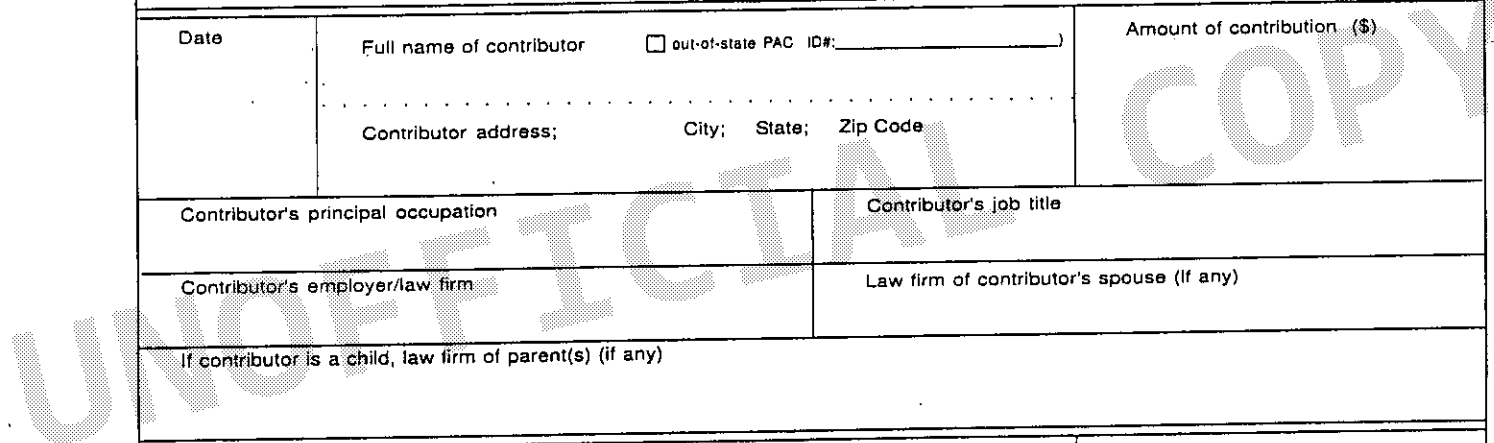 Date Full name of contributor ☐ out-of-state PAC ID#:____________________) Amount of contribution ($)
Contributor address; City; State; Zip Code
Contributor's principal occupation Contributor's job title
Contributor's employer/law firm Law firm of contributor's spouse (If any)
If contributor is a child, law firm of parent(s) (if any)
UNOFFICIAL COPY